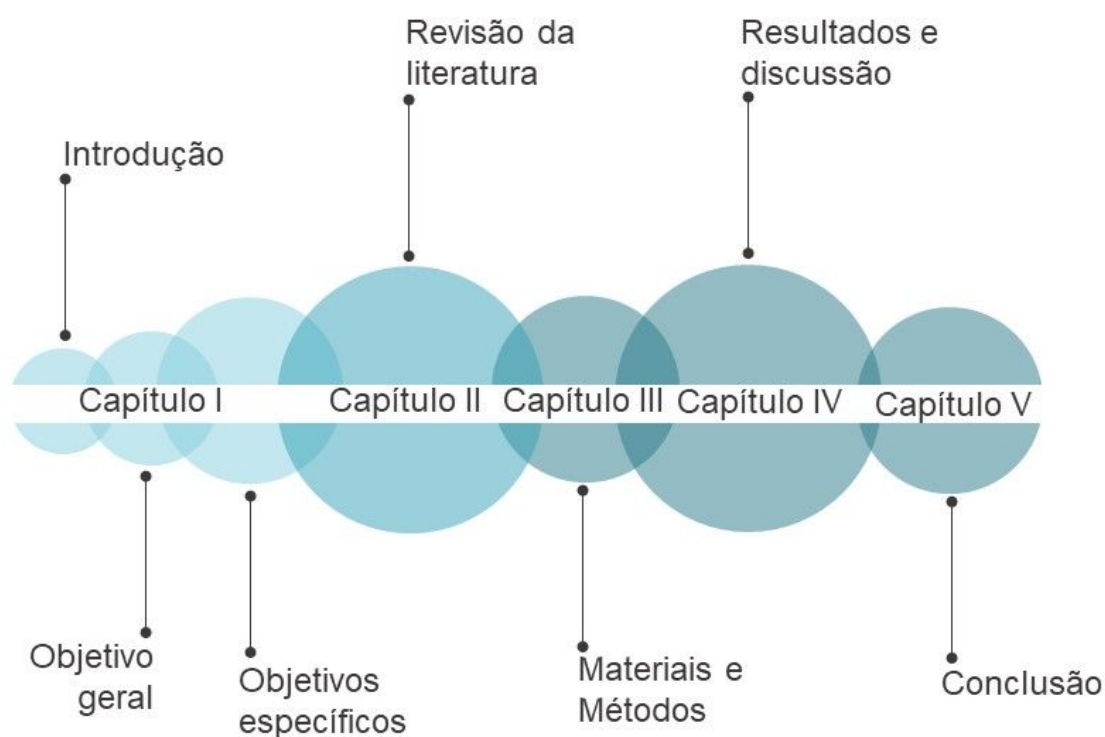 Revisão da
literatura
Resultados e
discussão
Introdução
Capítulo I
Capítulo II
Capítulo III
Capítulo IV
Capítulo V
Objetivo
geral
Objetivos
específicos
Materiais e
Métodos
Conclusão